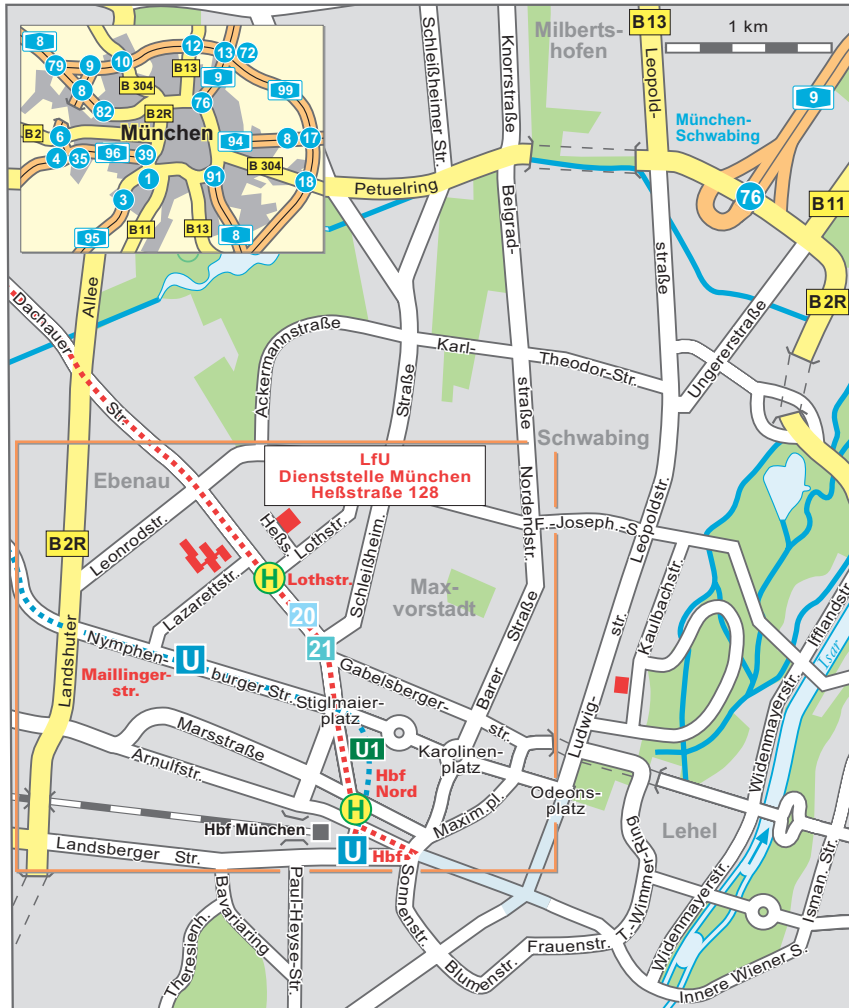 8
79
9
10
12
13
72
B13
B 304
9
99
8
82
B2R
76
B2
6
München
94
8
17
4
35
96
39
B 304
1
91
18
3
B11
B13
95
8
Milberts-
hofen
B13
1 km
Schleißheimer Str.
Knorrstraße
Leopold-
9
München-
Schwabing
Petuelring
76
B11
Belgrad-
straße
B2R
Allee
Dachauer
Str.
Ackermannstraße
Karl-
Theodor-Str.
Ungererstraße
Straße
straße
Schwabing
LfU
Dienststelle München
Heßstraße 128
Ebenau
Nordendstr.
F.-Joseph.-S.
Leopoldstr.
B2R
Leonrodstr.
Heßs.
Lothstr.
Schleißheim.
H
Lothstr.
Max-
vorstadt
Kaulbachstr.
Lazarettstr.
20
21
str.
Ifflandstr.
Isar
Landshuter
Nymphen
burger Str.
U
Maillinger-
str.
Gabelsberger-
str.
Barer
Straße
Ludwig-
Widenmayerstr.
Stiglmaier-
platz
Marsstraße
Arnulfstr.
U1
Karolinen-
platz
Hbf
Nord
Maxim.pl.
Odeons-
platz
H
Hbf München
Lehel
Landsberger Str.
U
Hbf
Bavariaring
Theresienh.
Paul-Heyse-Str.
Sonnenstr.
Blumenstr.
Frauenstr.
T.-Wimmer-Ring
Widenmayerstr.
Isman. Str.
Innere Wiener S.